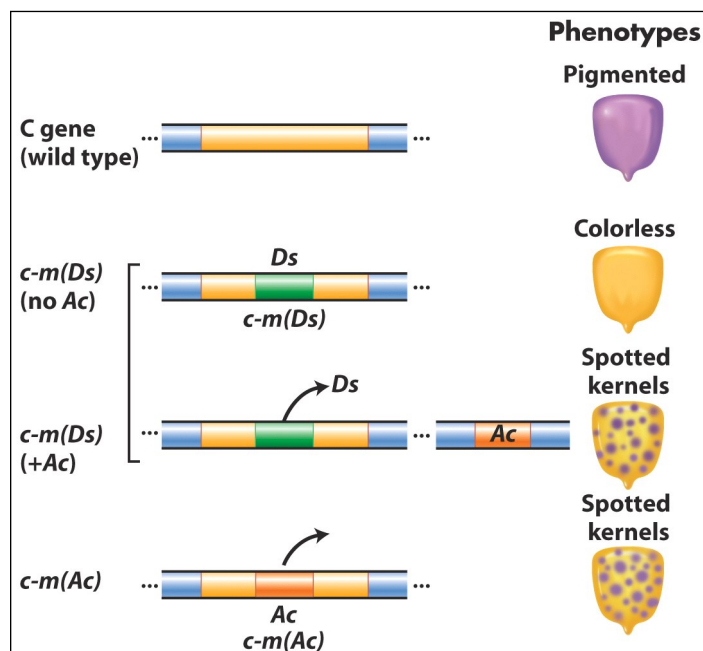 Phenotypes
Pigmented
C gene
(wild type)
... ...
Colorless
Ds
c-m(Ds)
(no Ac)
... ...
c-m(Ds)
Spotted
kernels
Ds
c-m(Ds)
(+Ac)
... ... Ac
Spotted
kernels
c-m(Ac)
... ...
Ac
c-m(Ac)